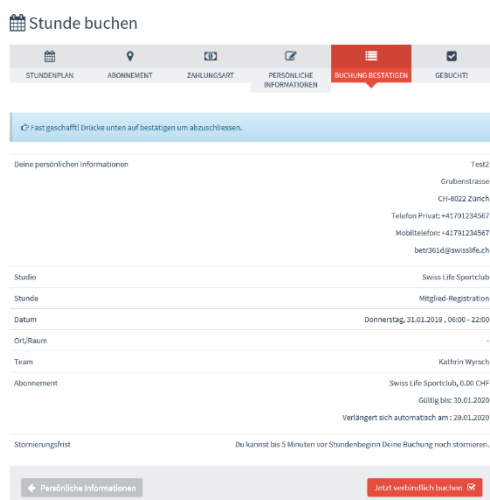 Stunde buchen
STUNDENPLAN
ABONNEMENT
ZAHLUNGSART
PERSÖNLICHE
INFORMATIONEN
BUCHUNG BESTÄTIGEN
GEBUCHT!
Fast geschafft! Drücke unten auf bestätigen um abzuschliessen.
Deine persönlichen Informationen Test2
Grubenstrasse
CH-8022 Zürich
Telefon Privat: +41791234567
Mobiltelefon: +41791234567
betr361d@swisslife.ch
Studio Swiss Life Sportclub
Stunde Mitglied-Registration
Datum Donnerstag, 31.01.2019 , 06:00 - 22:00
Ort/Raum -
Team Kathrin Wyrsch
Abonnement Swiss Life Sportclub, 0.00 CHF
Gültig bis: 30.01.2020
Verlängert sich automatisch am : 29.01.2020
Stornierungsfrist Du kannst bis 5 Minuten vor Stundenbeginn Deine Buchung noch stornieren.
Persönliche Informationen Jetzt verbindlich buchen